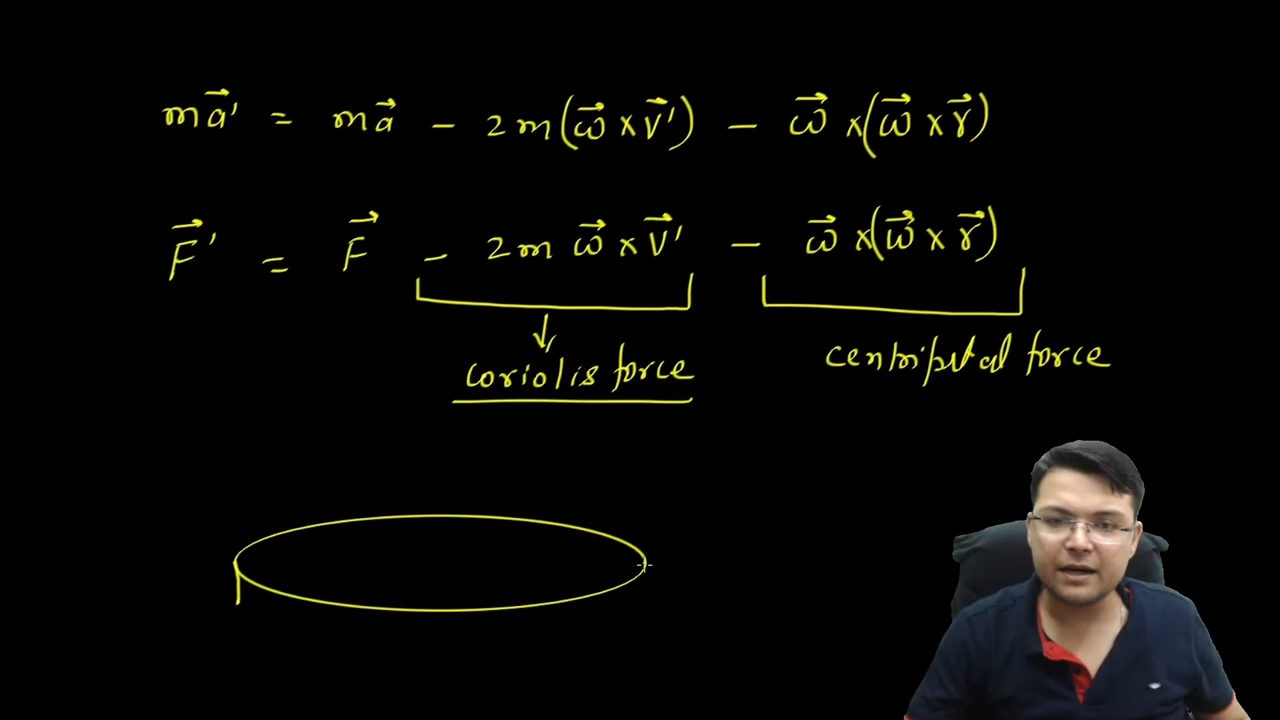 ma⃗' = ma⃗ - 2m(ω⃗ × v⃗') - ω⃗ × (ω⃗ × r⃗)
F⃗' = F⃗ - 2m ω⃗ × v⃗' - ω⃗ × (ω⃗ × r⃗)
coriolis force
centripetal force